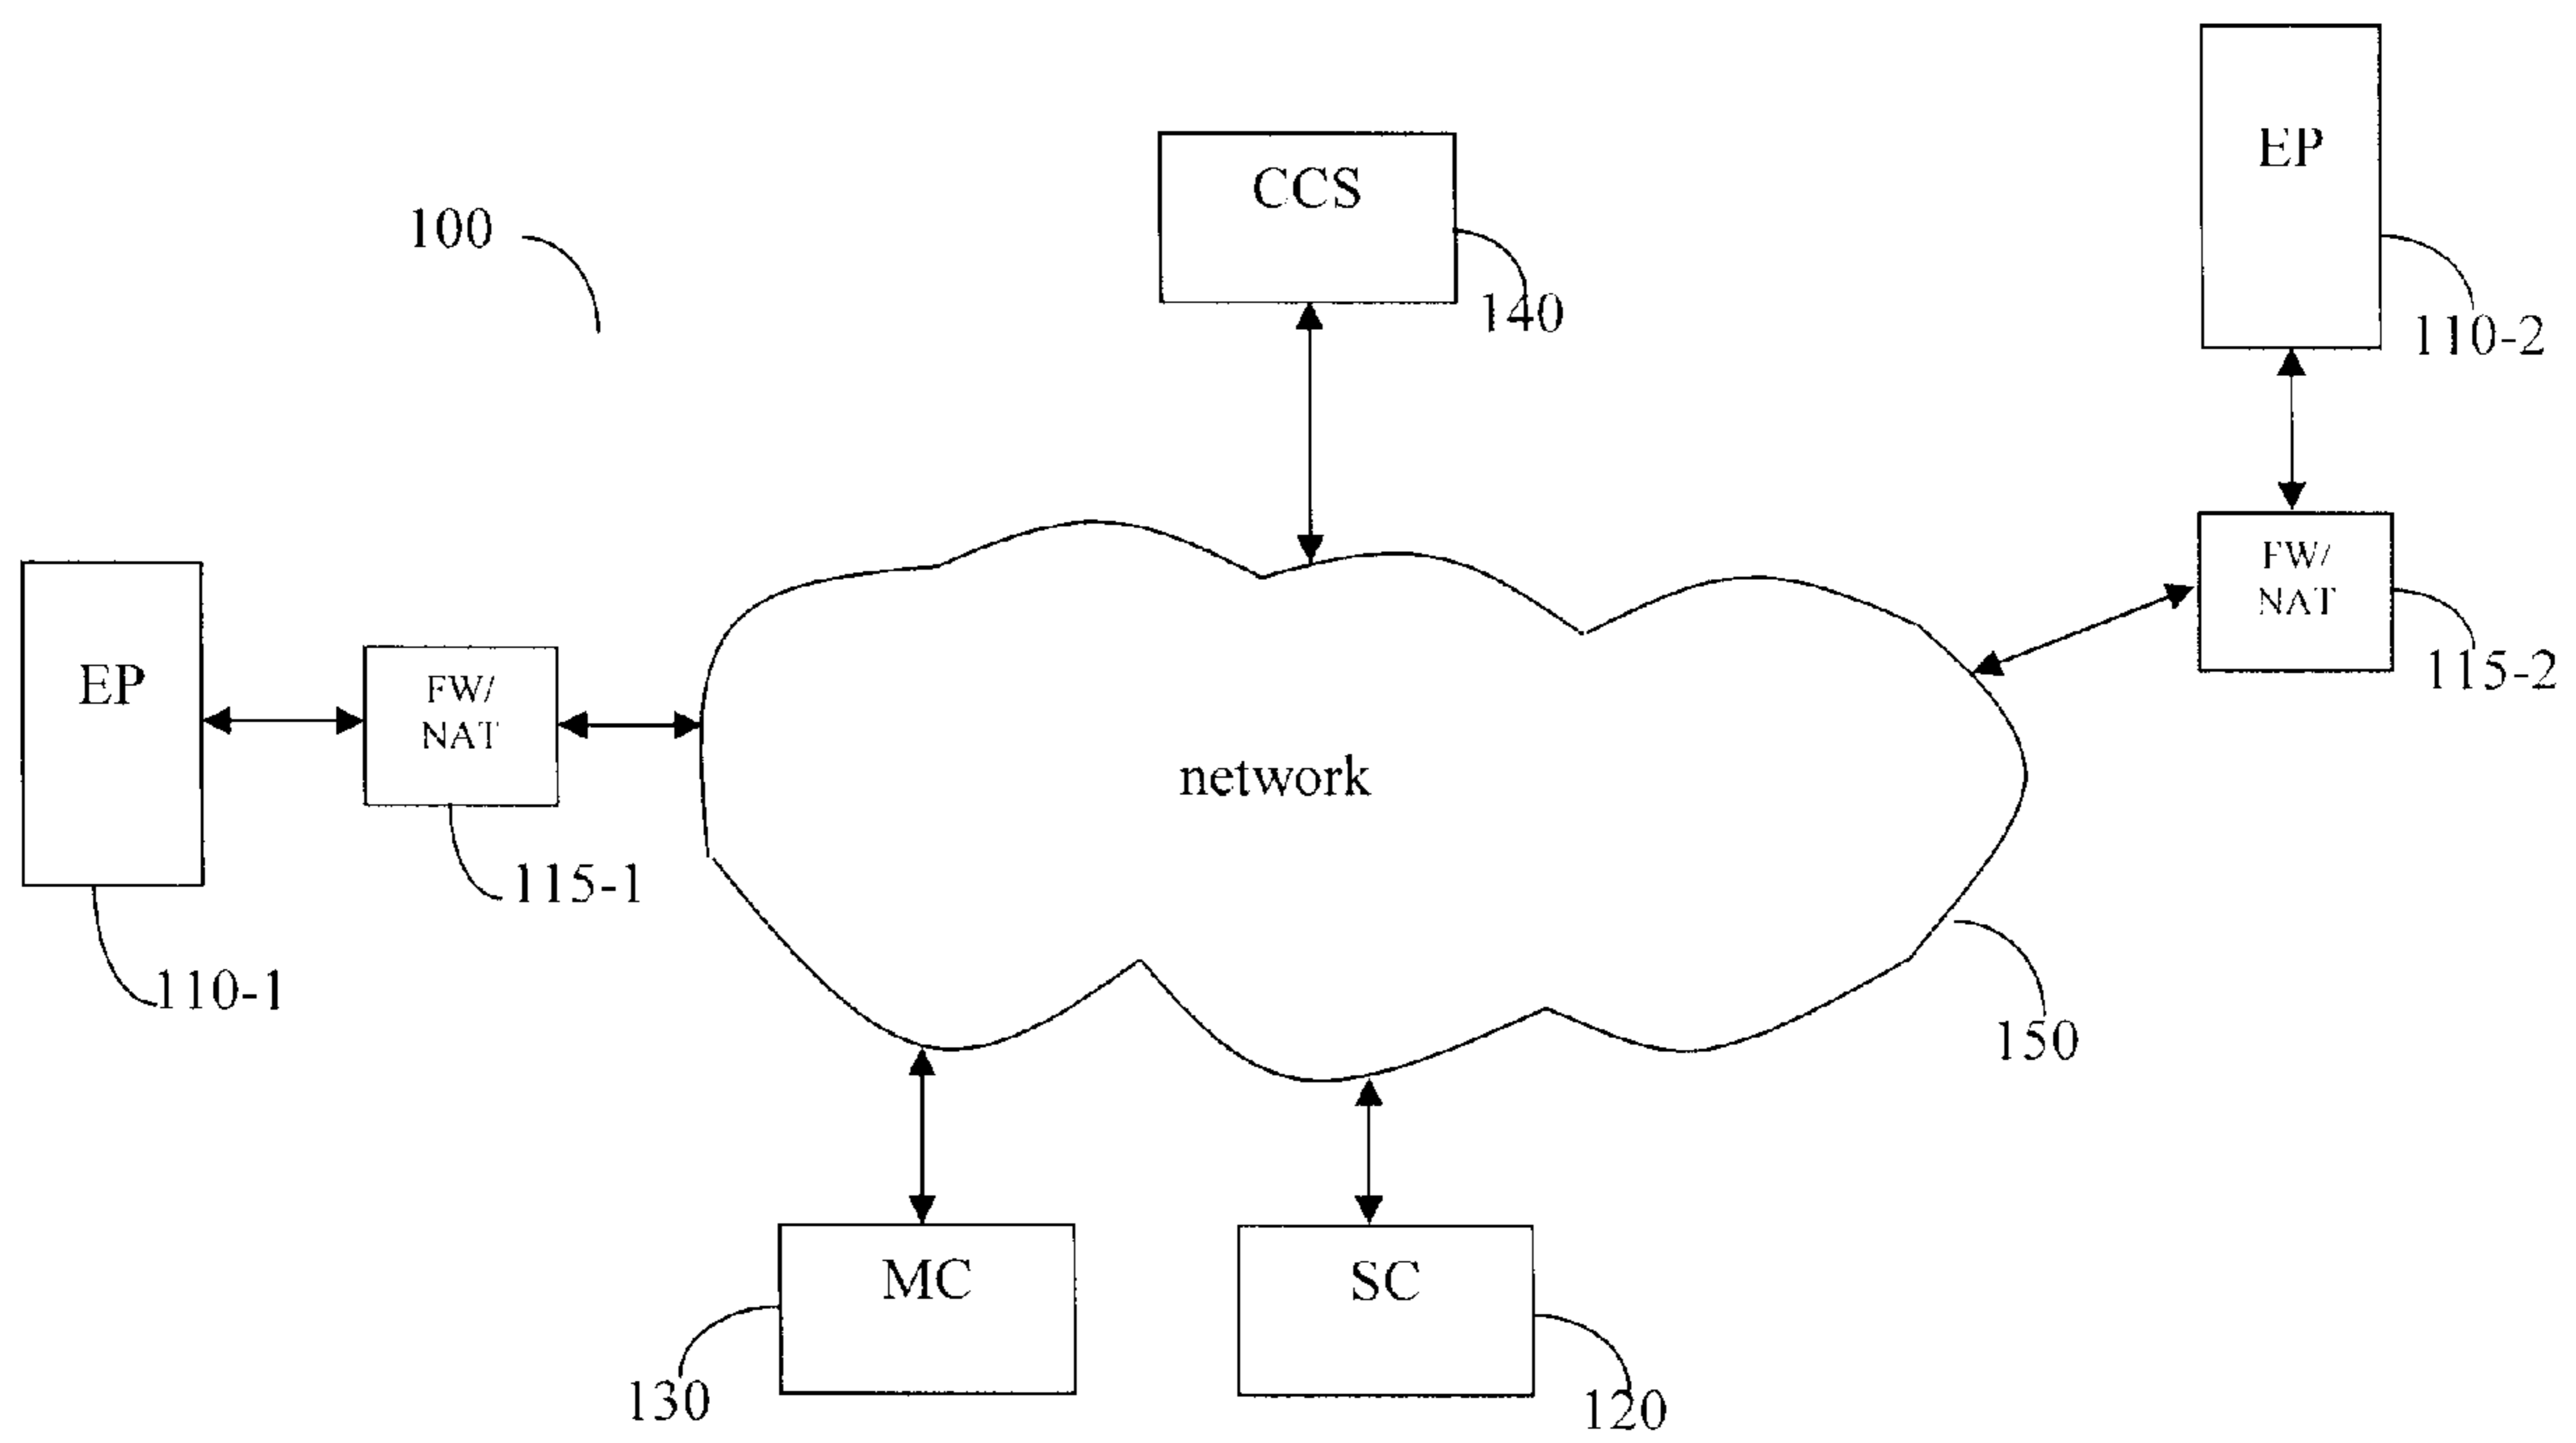 EP
CCS
100
140
110-2
EP
FW/
NAT
FW/
NAT
115-2
network
115-1
110-1
150
MC
SC
130
120